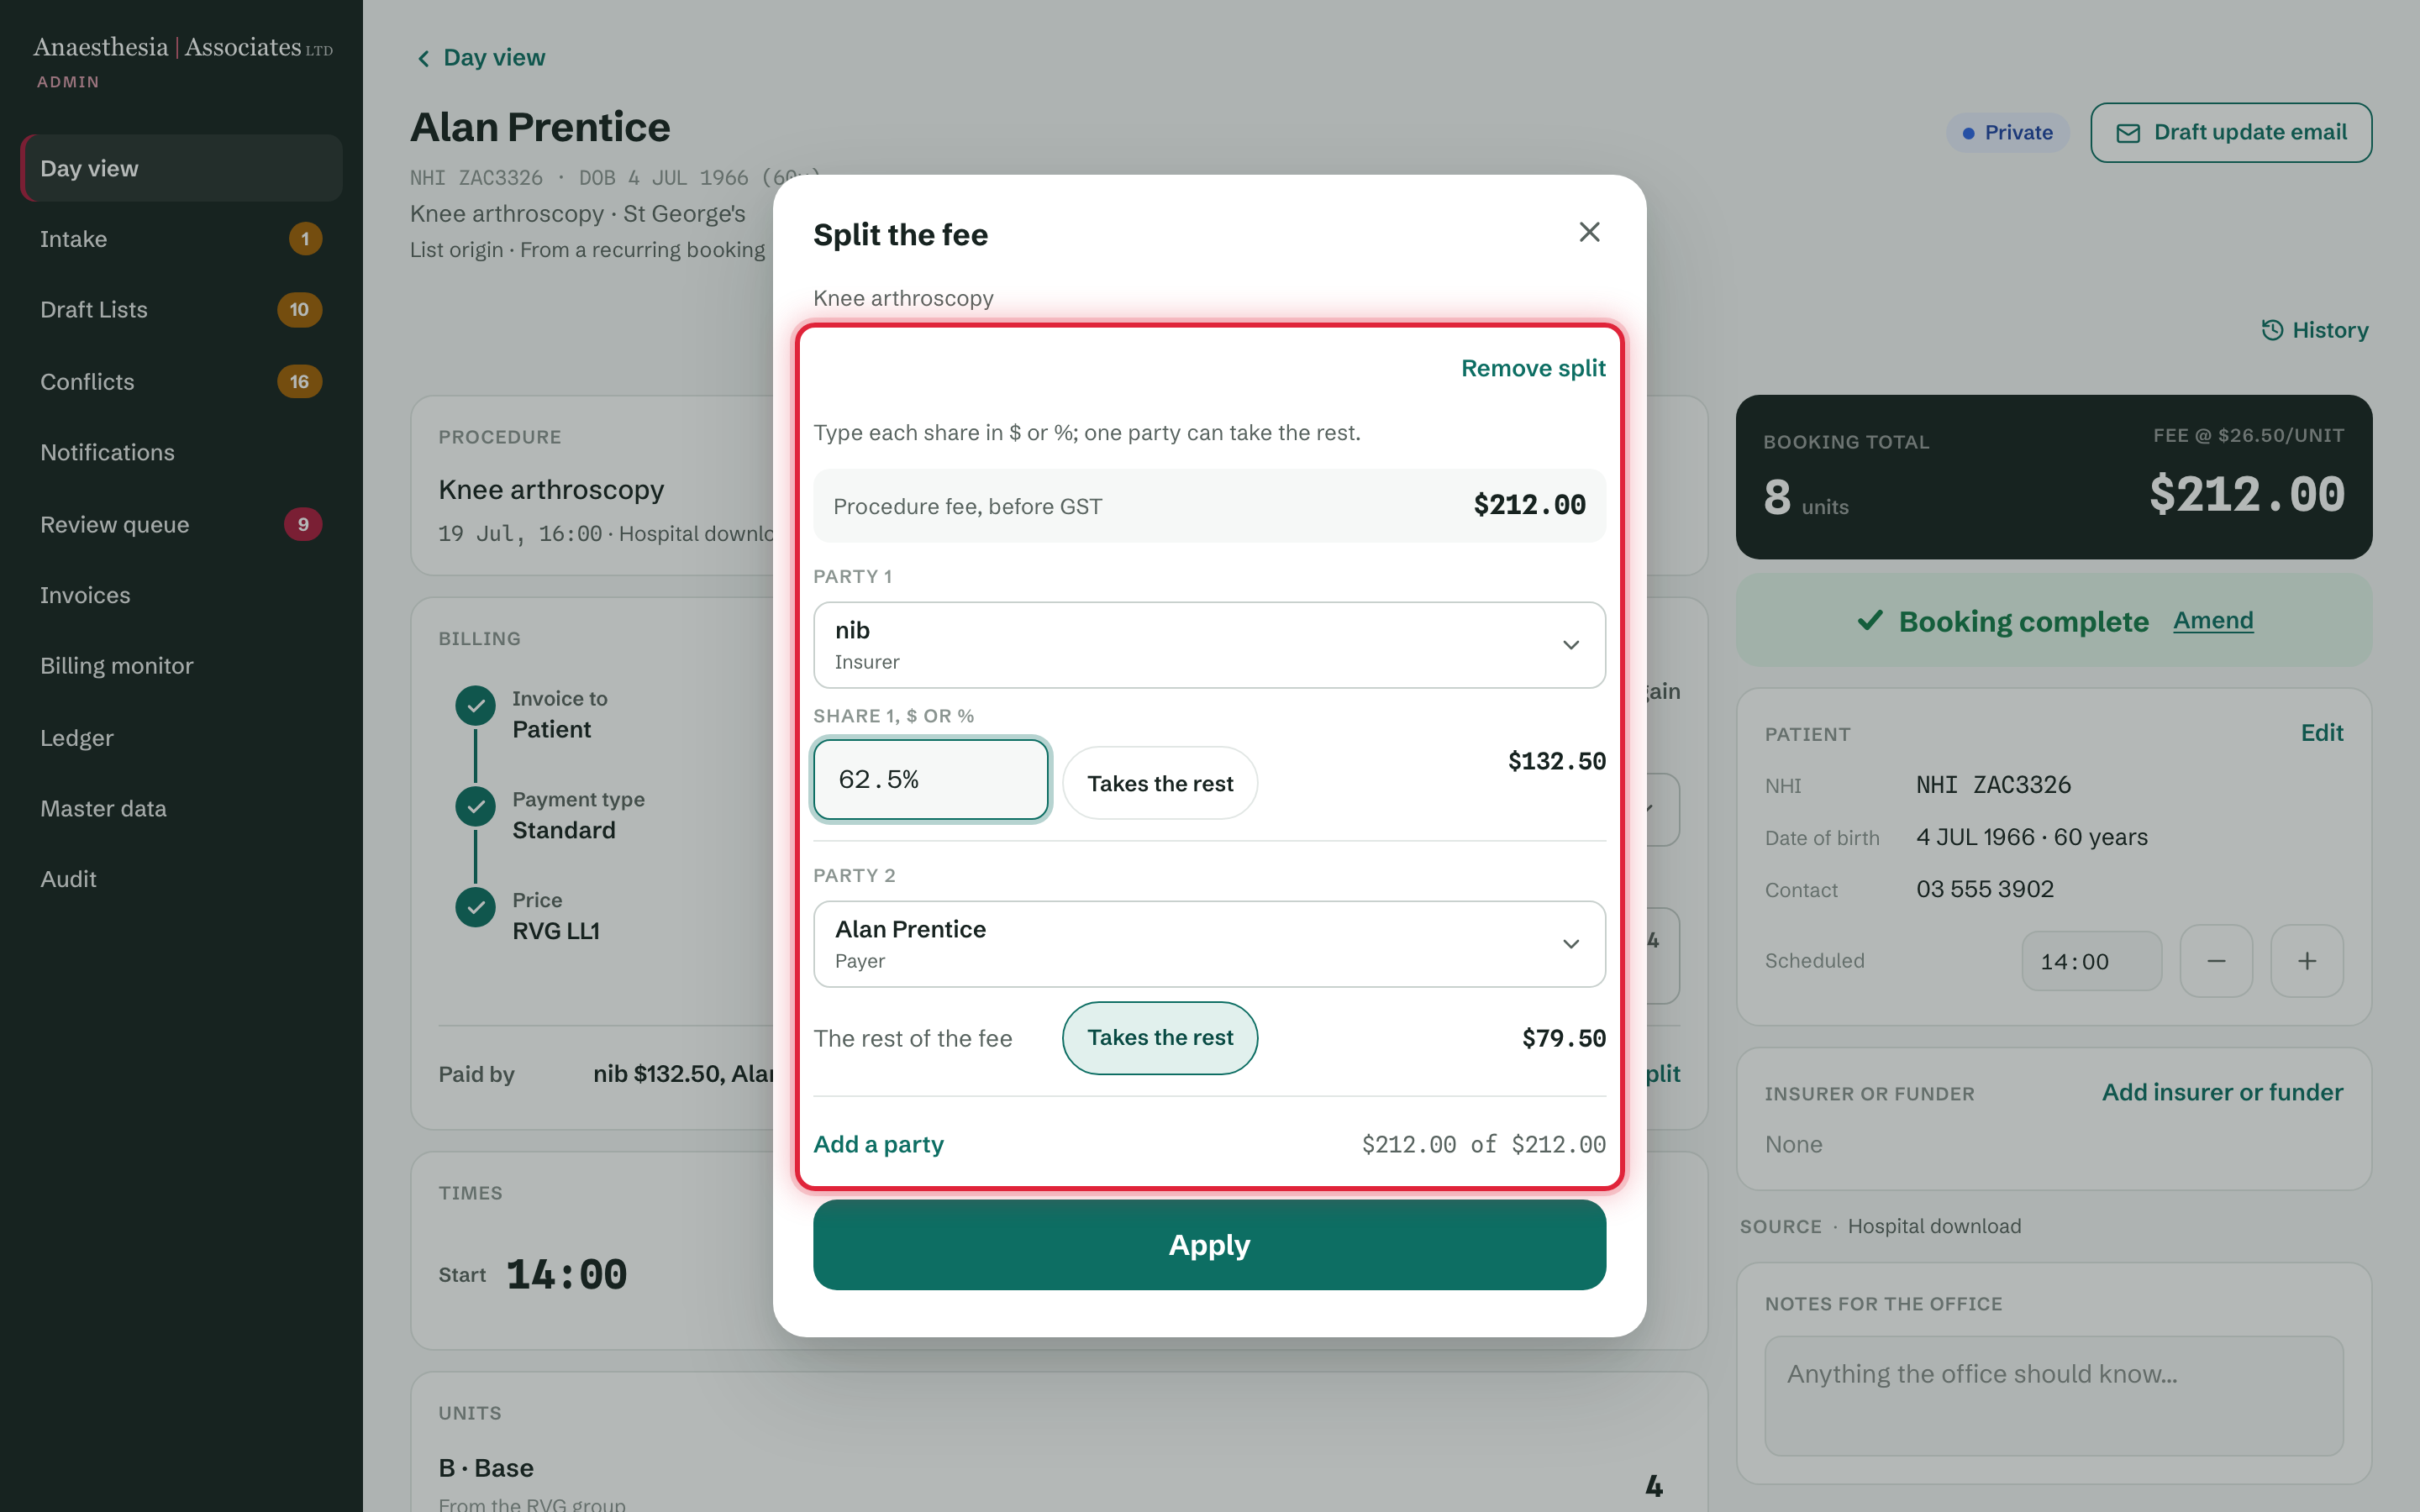 Anaesthesia | Associates LTD
ADMIN
Day view
Intake 1
Draft Lists 10
Conflicts 16
Notifications
Review queue 9
Invoices
Billing monitor
Ledger
Master data
Audit
Day view
Alan Prentice
NHI ZAC3326 · DOB 4 JUL 1966
Knee arthroscopy · St George's
List origin · From a recurring booking
Private
Draft update email
History
PROCEDURE
Knee arthroscopy
19 Jul, 16:00 · Hospital
BILLING
Invoice to
Patient
Payment type
Standard
Price
RVG LL1
Paid by nib $132.50,
TIMES
Start 14:00
UNITS
B · Base
From the RVG group
4
Split the fee
Knee arthroscopy
Remove split
Type each share in $ or %; one party can take the rest.
Procedure fee, before GST $212.00
PARTY 1
nib
Insurer
SHARE 1, $ OR %
62.5% Takes the rest $132.50
PARTY 2
Alan Prentice
Payer
The rest of the fee Takes the rest $79.50
Add a party $212.00 of $212.00
Apply
BOOKING TOTAL FEE @ $26.50/UNIT
8 units $212.00
Booking complete Amend
PATIENT Edit
NHI NHI ZAC3326
Date of birth 4 JUL 1966 · 60 years
Contact 03 555 3902
Scheduled 14:00 − +
INSURER OR FUNDER Add insurer or funder
None
SOURCE · Hospital download
NOTES FOR THE OFFICE
Anything the office should know...